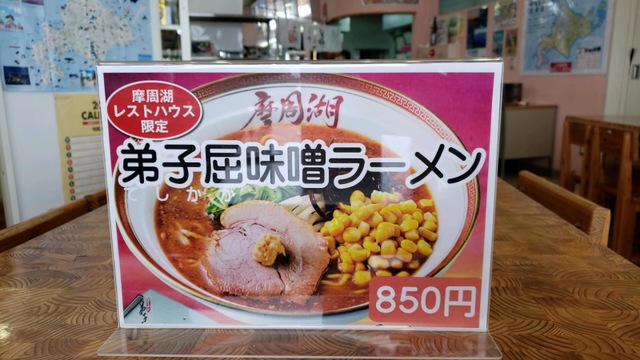 摩周湖
レストハウス
限定
摩周湖
弟子屈味噌ラーメン
てしかが
850円